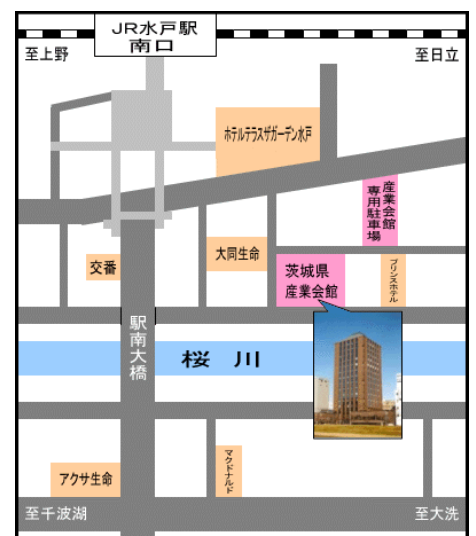 JR水戸駅
南口
至上野
至日立
ホテルテラスザガーデン水戸
産業会館
専用駐車場
大同生命
交番
茨城県
産業会館
プリンスホテル
駅南大橋
桜川
アクサ生命
マクドナルド
至千波湖
至大洗